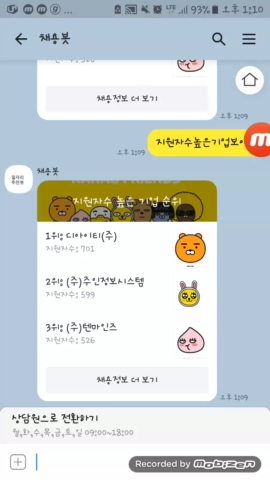 93% 오후 1:10
채용봇
채용정보 더 보기
오후 1:09
지원자수높은기업보
오후 1:09
일자리
추천봇
채용봇
지원자수 높은 기업 순위
1위: 디아이티(주)
지원자수: 701
2위: (주)주인정보시스템
지원자수: 599
3위: (주)텐마인즈
지원자수: 526
채용정보 더 보기
오후 1:09
상담원으로 전환하기
월,화,수,목,금,토,일 09:00~18:00
Recorded by Mobizen